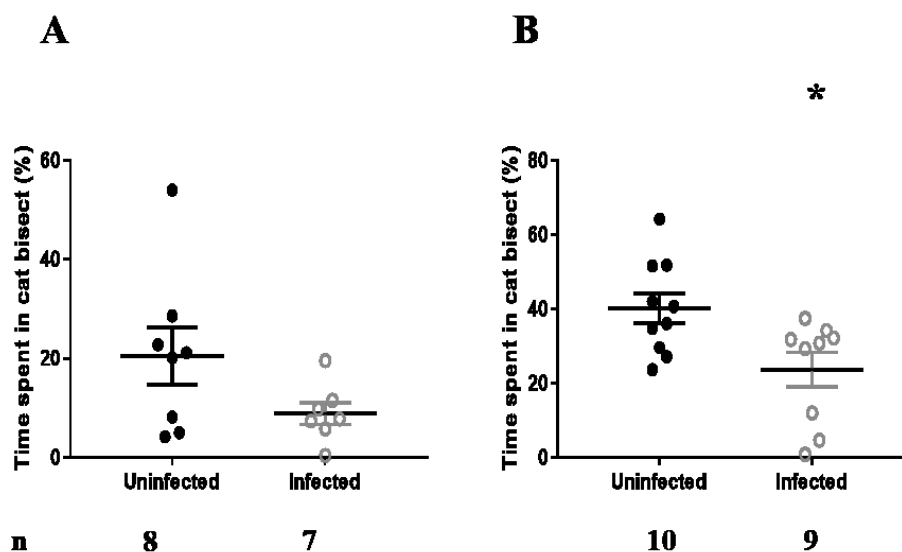 A
B
*
Time spent in cat bisect (%)
60
40
20
0
Uninfected
Infected
Time spent in cat bisect (%)
80
60
40
20
0
Uninfected
Infected
n
8
7
10
9